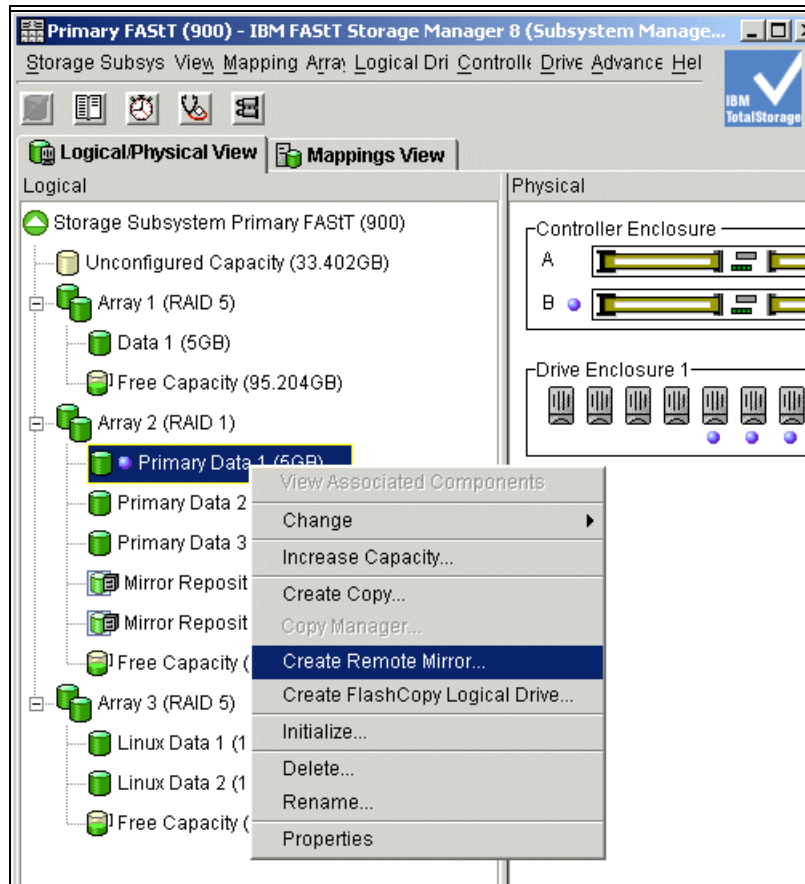 Primary FAStT (900) - IBM FAStT Storage Manager 8 (Subsystem Manage...
Storage Subsys View Mapping Array Logical Dri Controlle Drive Advance Hel
IBM
TotalStorage
Logical/Physical View
Mappings View
Logical
Physical
Storage Subsystem Primary FAStT (900)
Unconfigured Capacity (33.402GB)
Array 1 (RAID 5)
Data 1 (5GB)
Free Capacity (95.204GB)
Array 2 (RAID 1)
Primary Data 1 (5GB)
Primary Data 2
Primary Data 3
Mirror Reposit
Mirror Reposit
Free Capacity (
Array 3 (RAID 5)
Linux Data 1 (1
Linux Data 2 (1
Free Capacity (
View Associated Components
Change
Increase Capacity...
Create Copy...
Copy Manager...
Create Remote Mirror...
Create FlashCopy Logical Drive...
Initialize...
Delete...
Rename...
Properties
Controller Enclosure
A
B
Drive Enclosure 1